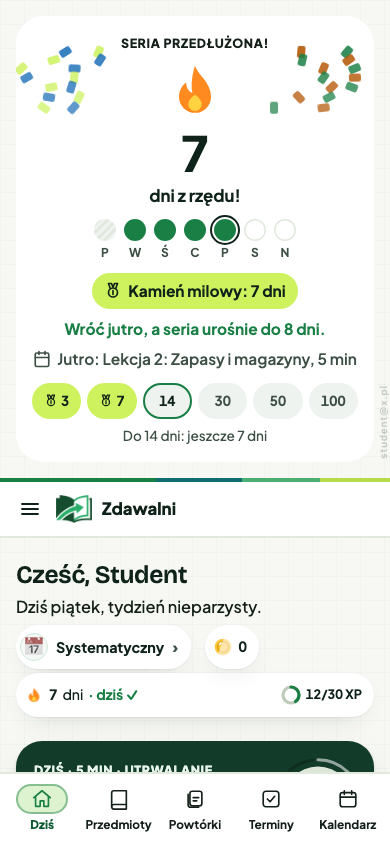 SERIA PRZEDŁUŻONA!
7
dni z rzędu!
P W Ś C P S N
Kamień milowy: 7 dni
Wróć jutro, a seria urośnie do 8 dni.
Jutro: Lekcja 2: Zapasy i magazyny, 5 min
3 7 14 30 50 100
Do 14 dni: jeszcze 7 dni
student@x.pl
Zdawalni
Cześć, Student
Dziś piątek, tydzień nieparzysty.
Systematyczny › 0
7 dni · dziś ✓ 12/30 XP
DZIŚ · 5 MIN · UTRWALANIE
Dziś Przedmioty Powtórki Terminy Kalendarz